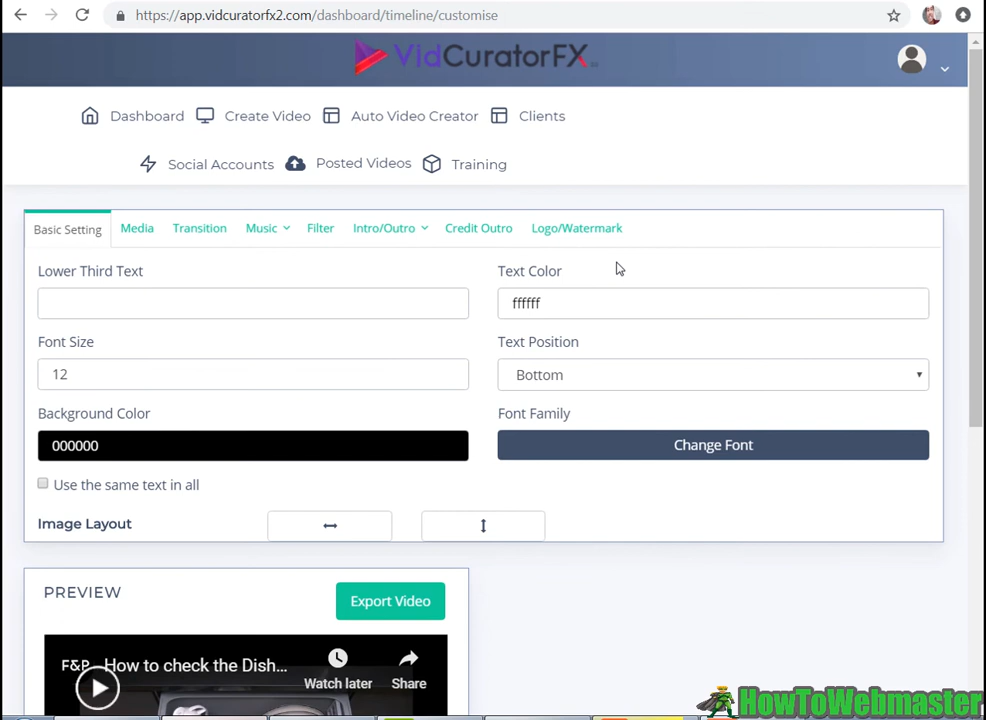 https://app.vidcuratorfx2.com/dashboard/timeline/customise
VidCuratorFX
Dashboard Create Video Auto Video Creator Clients
Social Accounts Posted Videos Training
Basic Setting Media Transition Music Filter Intro/Outro Credit Outro Logo/Watermark
Lower Third Text Text Color
ffffff
Font Size Text Position
12 Bottom
Background Color Font Family
000000 Change Font
Use the same text in all
Image Layout
PREVIEW Export Video
F&P - How to check the Dish...
Watch later Share
HowToWebmaster